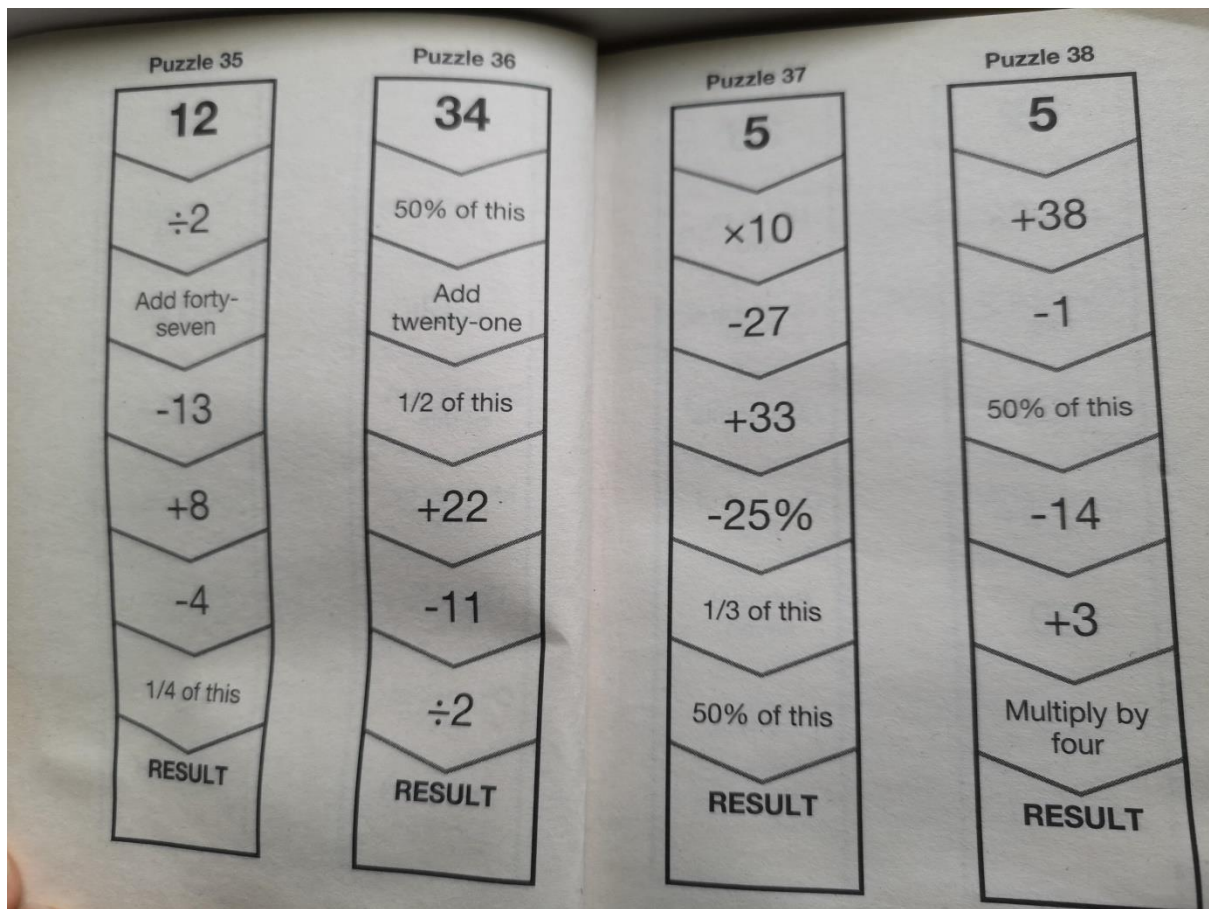 Puzzle 35
12
÷2
Add forty-
seven
-13
+8
-4
1/4 of this
RESULT
Puzzle 36
34
50% of this
Add
twenty-one
1/2 of this
+22
-11
÷2
RESULT
Puzzle 37
5
×10
-27
+33
-25%
1/3 of this
50% of this
RESULT
Puzzle 38
5
+38
-1
50% of this
-14
+3
Multiply by
four
RESULT